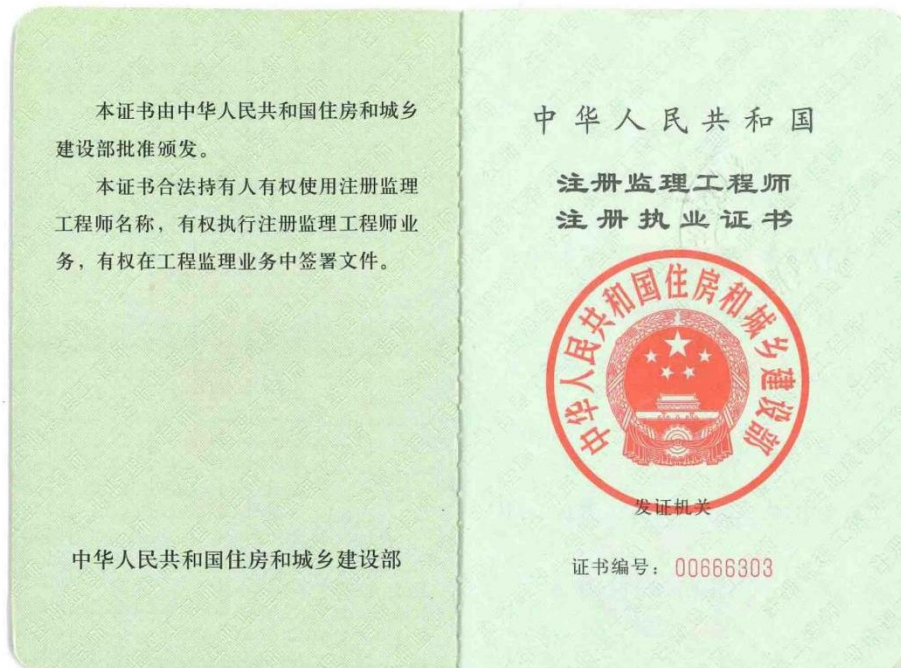 本证书由中华人民共和国住房和城乡
建设部批准颁发。
本证书合法持有人有权使用注册监理
工程师名称，有权执行注册监理工程师业
务，有权在工程监理业务中签署文件。
中华人民共和国住房和城乡建设部
中华人民共和国
注册监理工程师
注册执业证书
中华人民共和国住房和城乡建设部
发证机关
证书编号：00666303